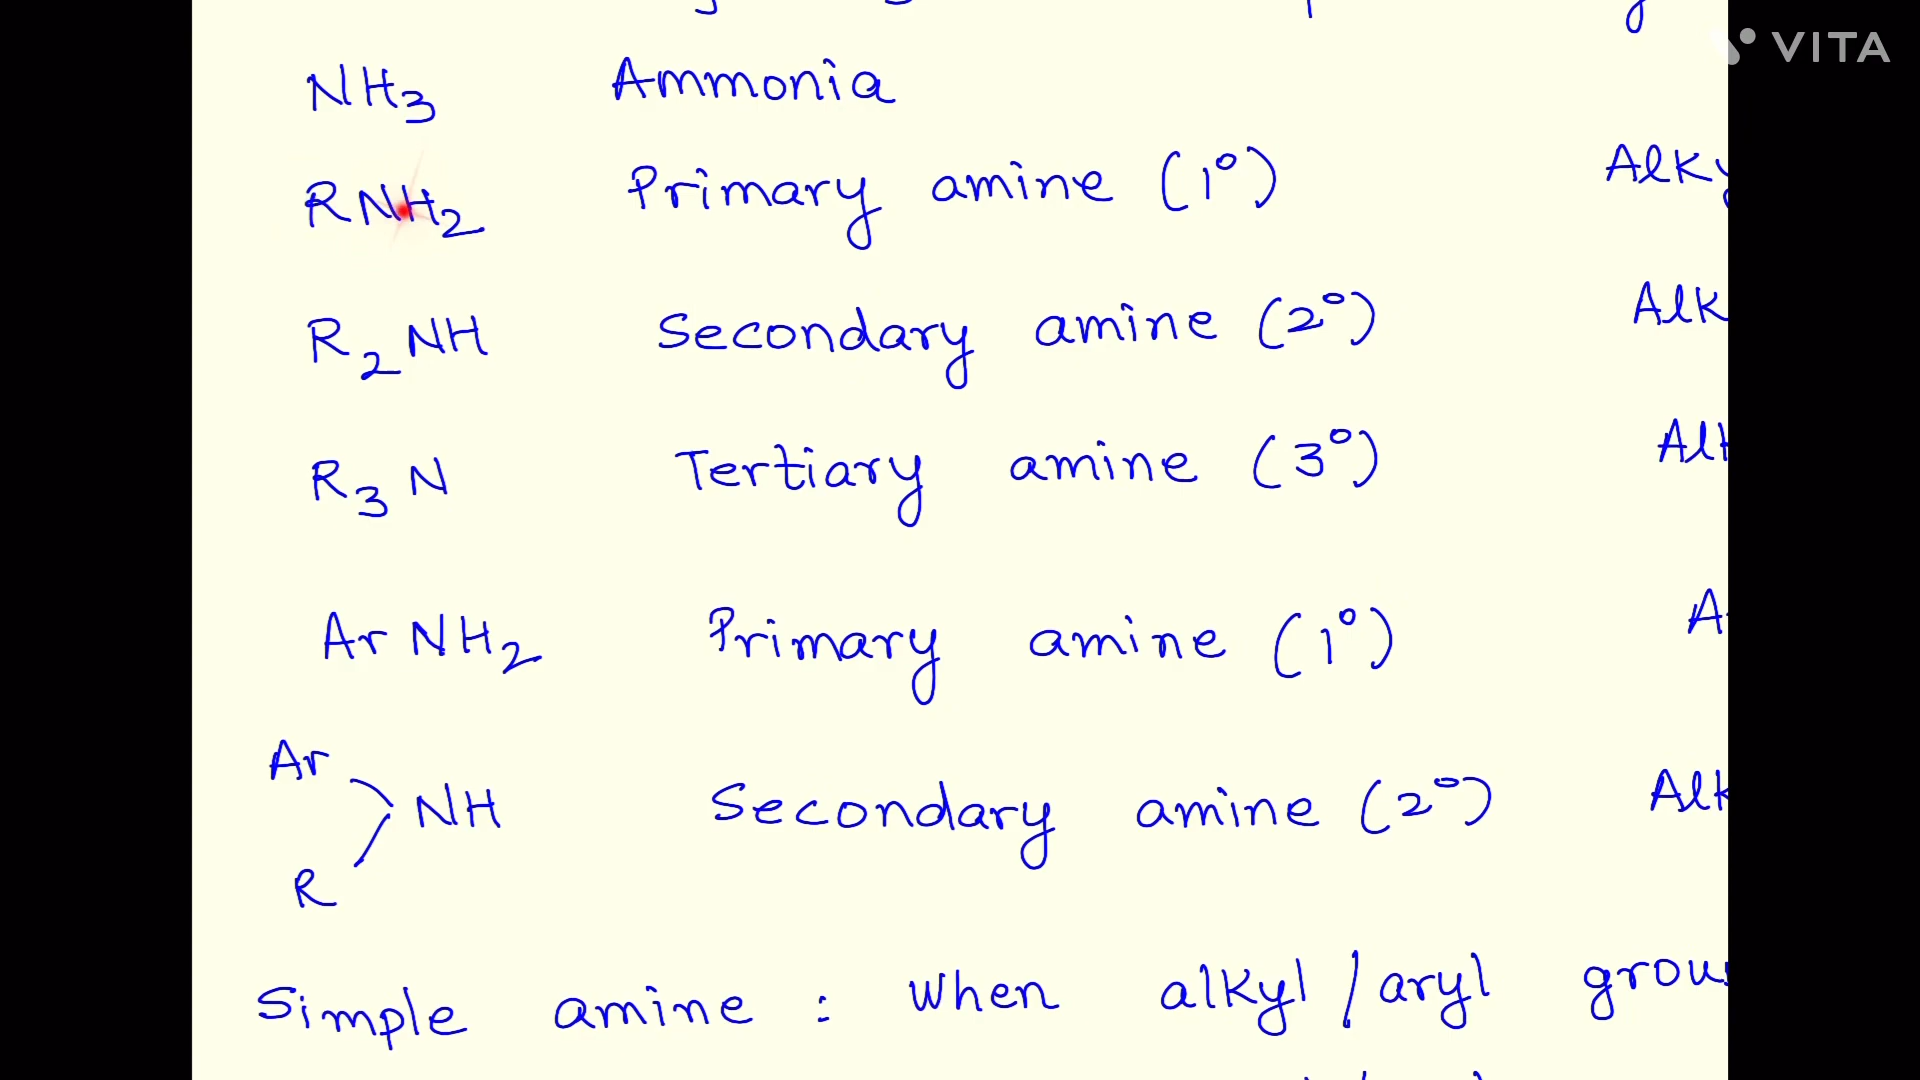 VITA
NH3 Ammonia
RNH2 Primary amine (1°)
R2NH Secondary amine (2°)
R3N Tertiary amine (3°)
ArNH2 Primary amine (1°)
Ar
NH Secondary amine (2°)
R
Simple amine : When alkyl / aryl